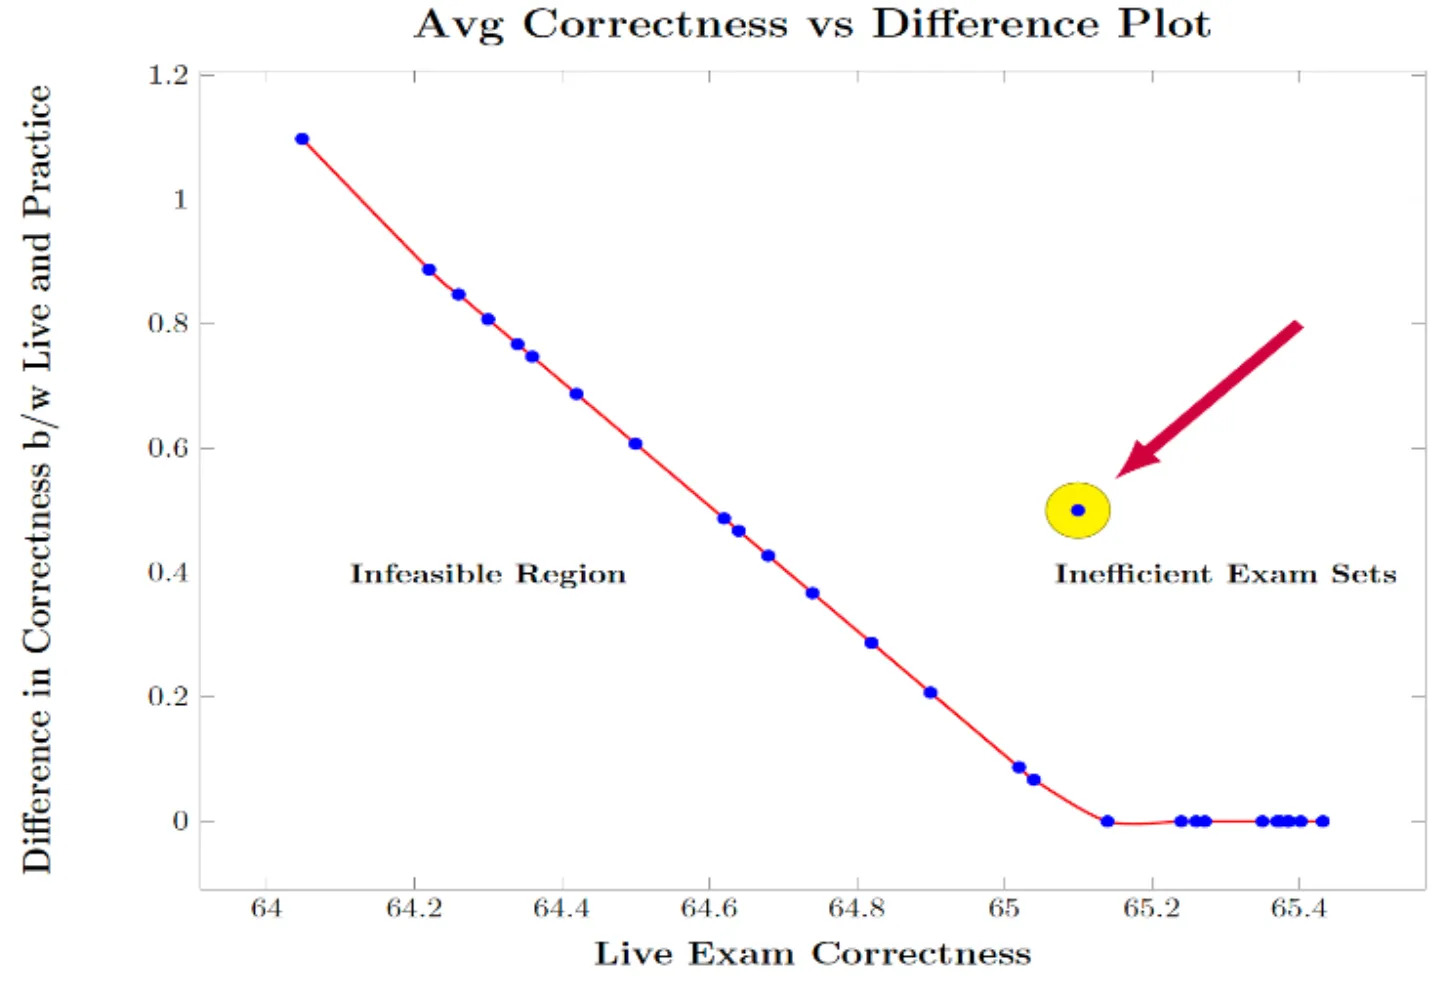 Avg Correctness vs Difference Plot
Difference in Correctness b/w Live and Practice
1.2
1
0.8
0.6
0.4
0.2
0
Infeasible Region
Inefficient Exam Sets
64 64.2 64.4 64.6 64.8 65 65.2 65.4
Live Exam Correctness